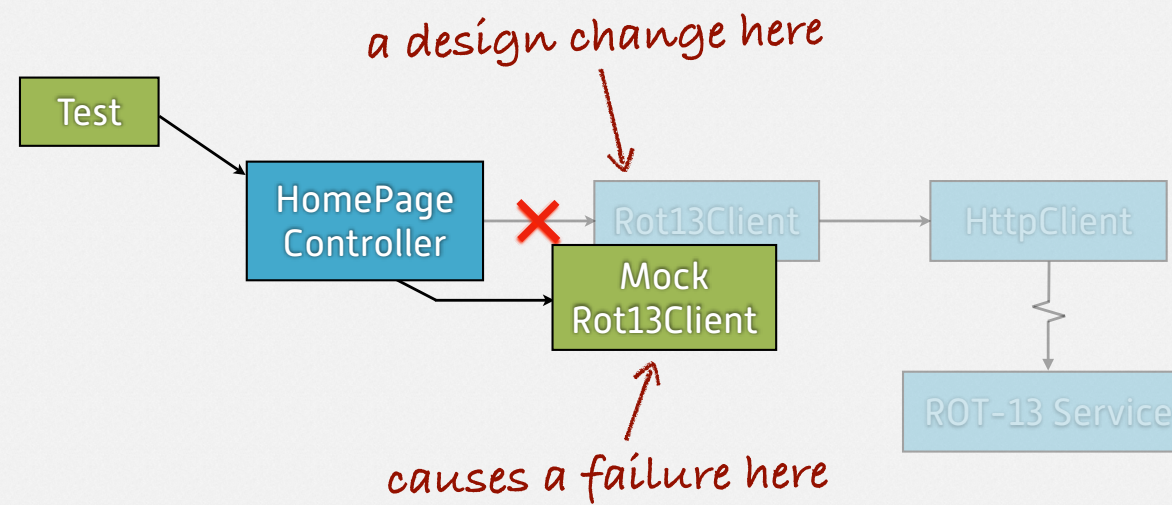 a design change here
Test
HomePage
Controller
Rot13Client
HttpClient
Mock
Rot13Client
ROT-13 Service
causes a failure here